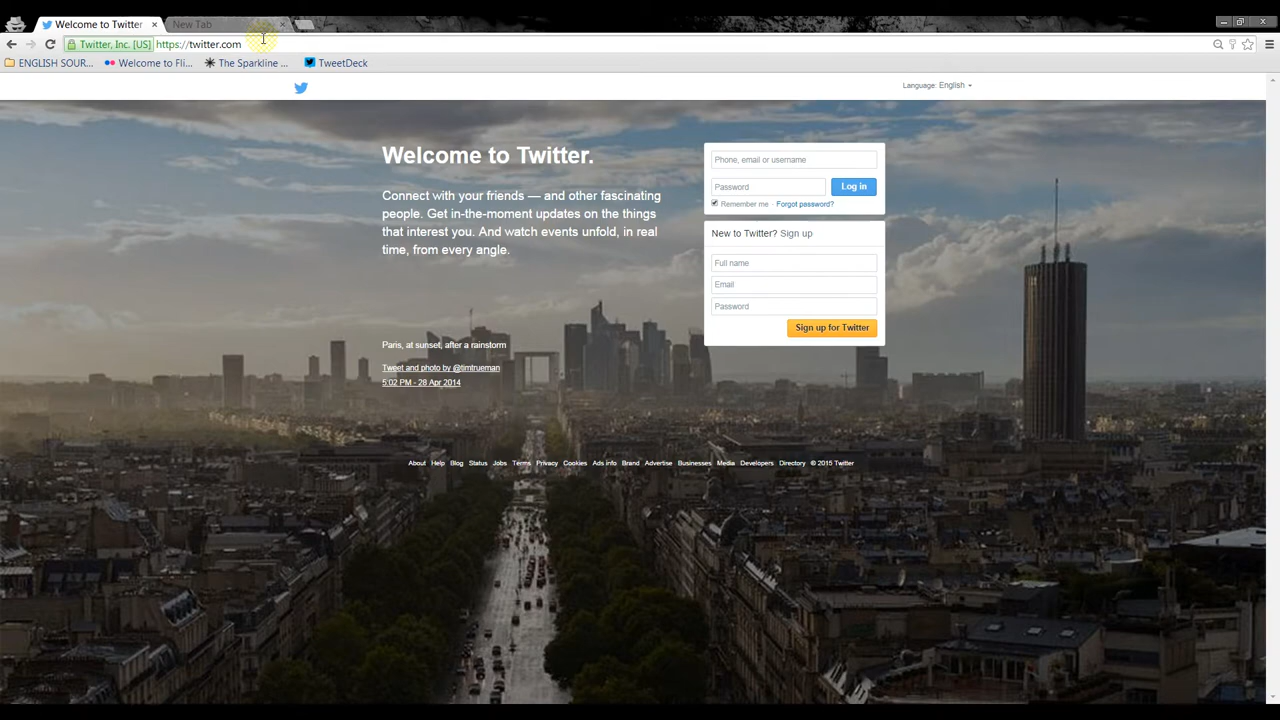 Welcome to Twitter
New Tab
Twitter, Inc. [US] https://twitter.com
ENGLISH SOUR... Welcome to Fli... The Sparkline ... TweetDeck
Language: English
Welcome to Twitter.
Connect with your friends — and other fascinating
people. Get in-the-moment updates on the things
that interest you. And watch events unfold, in real
time, from every angle.
Phone, email or username
Password Log in
Remember me · Forgot password?
New to Twitter? Sign up
Full name
Email
Password
Sign up for Twitter
Paris, at sunset, after a rainstorm
Tweet and photo by @timtrueman
5:02 PM - 28 Apr 2014
About Help Blog Status Jobs Terms Privacy Cookies Ads info Brand Advertise Businesses Media Developers Directory © 2015 Twitter